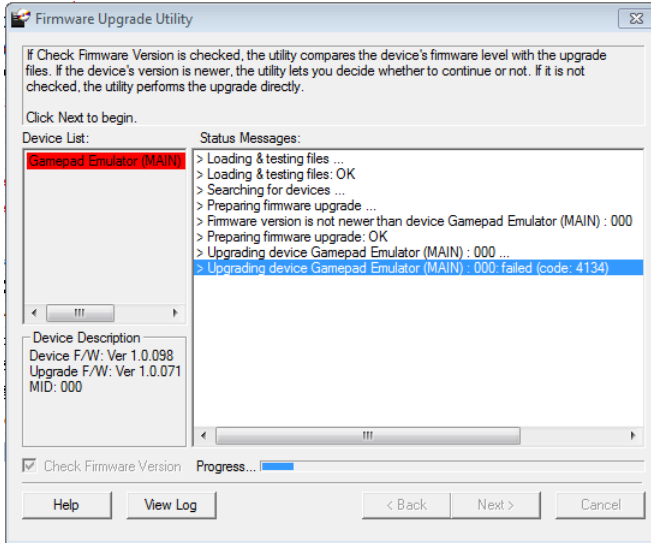 Firmware Upgrade Utility
If Check Firmware Version is checked, the utility compares the device's firmware level with the upgrade
files. If the device's version is newer, the utility lets you decide whether to continue or not. If it is not
checked, the utility performs the upgrade directly.
Click Next to begin.
Device List:
Gamepad Emulator (MAIN)
Status Messages:
> Loading & testing files ...
> Loading & testing files: OK
> Searching for devices ...
> Preparing firmware upgrade ...
> Firmware version is not newer than device Gamepad Emulator (MAIN) : 000
> Preparing firmware upgrade: OK
> Upgrading device Gamepad Emulator (MAIN) : 000 ...
> Upgrading device Gamepad Emulator (MAIN) : 000: failed (code: 4134)
Device Description
Device F/W: Ver 1.0.098
Upgrade F/W: Ver 1.0.071
MID: 000
Check Firmware Version
Progress...
Help
View Log
< Back
Next >
Cancel